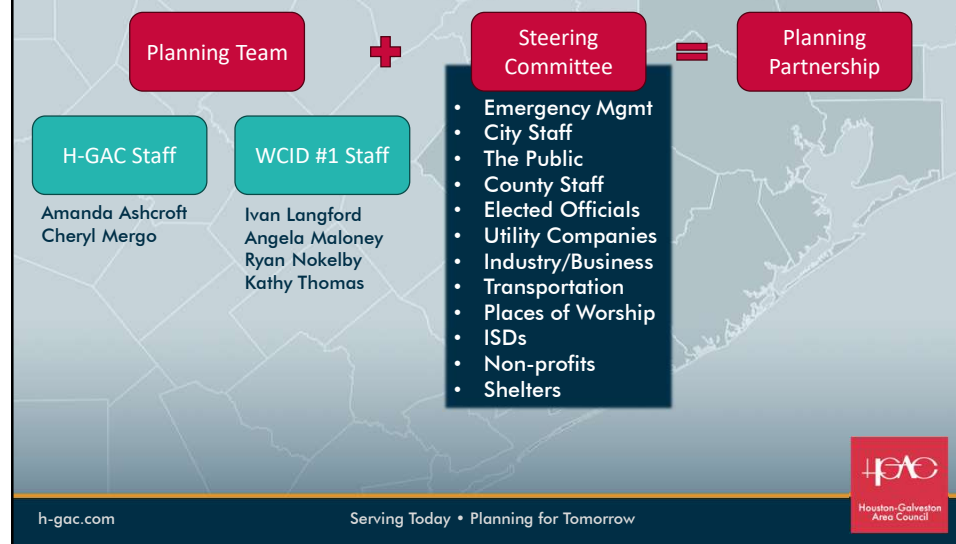 Planning Team
Steering
Committee
Planning
Partnership
H-GAC Staff
WCID #1 Staff
Amanda Ashcroft
Cheryl Mergo
Ivan Langford
Angela Maloney
Ryan Nokelby
Kathy Thomas
• Emergency Mgmt
• City Staff
• The Public
• County Staff
• Elected Officials
• Utility Companies
• Industry/Business
• Transportation
• Places of Worship
• ISDs
• Non-profits
• Shelters
HGAC
Houston-Galveston
Area Council
h-gac.com
Serving Today • Planning for Tomorrow